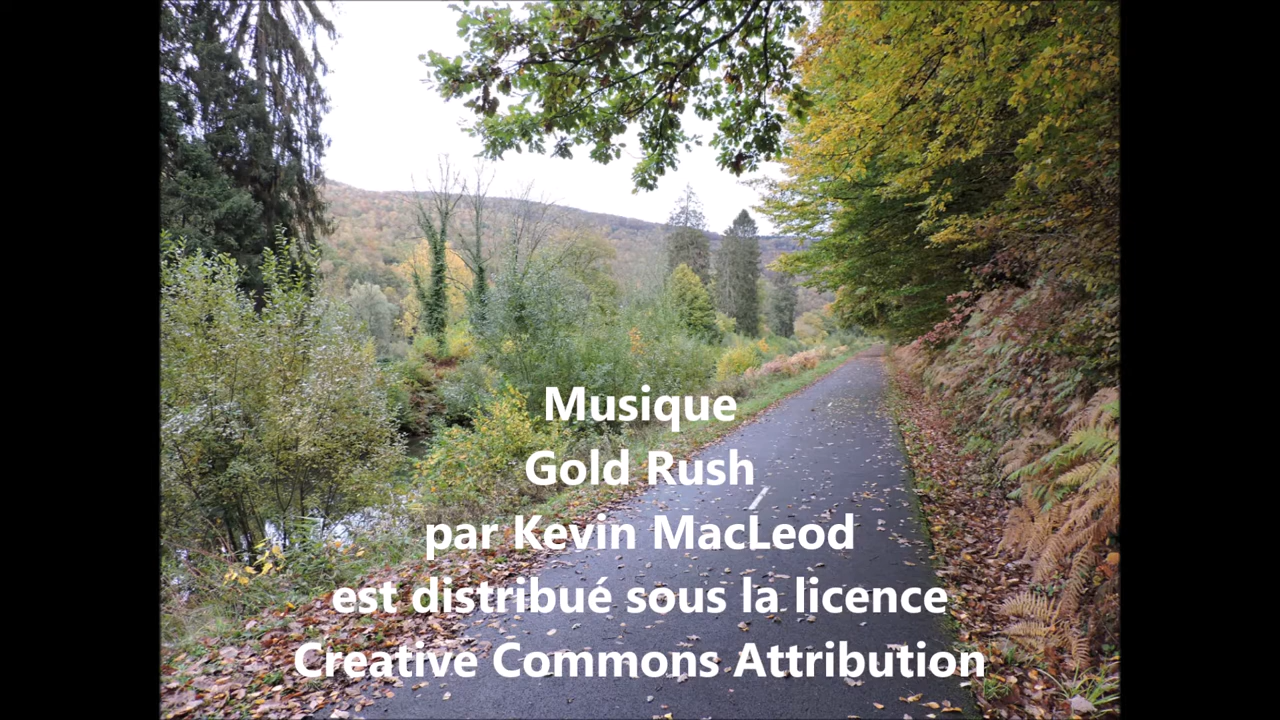 Musique
Gold Rush
par Kevin MacLeod
est distribué sous la licence
Creative Commons Attribution